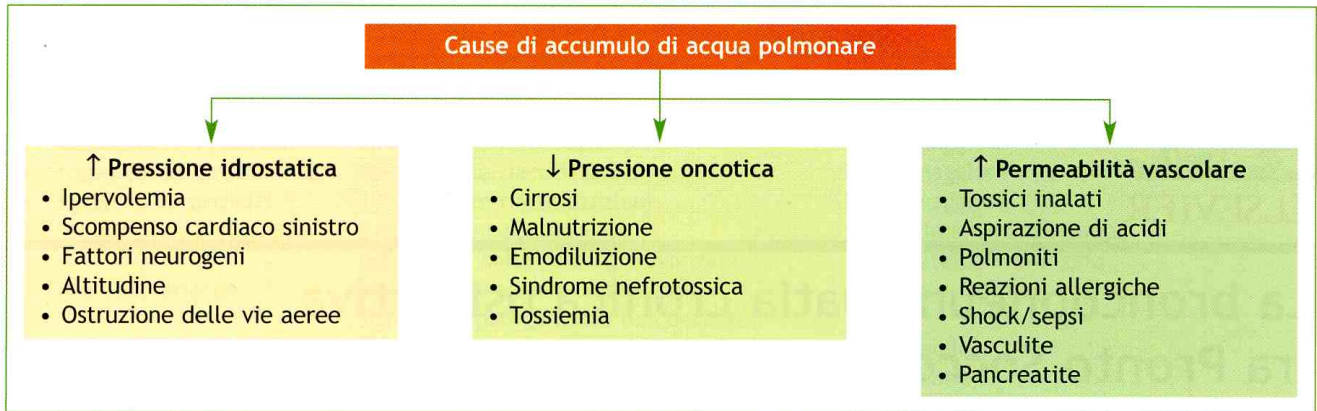 Cause di accumulo di acqua polmonare
↑ Pressione idrostatica
• Ipervolemia
• Scompenso cardiaco sinistro
• Fattori neurogeni
• Altitudine
• Ostruzione delle vie aeree
↓ Pressione oncotica
• Cirrosi
• Malnutrizione
• Emodiluizione
• Sindrome nefrotossica
• Tossiemia
↑ Permeabilità vascolare
• Tossici inalati
• Aspirazione di acidi
• Polmoniti
• Reazioni allergiche
• Shock/sepsi
• Vasculite
• Pancreatite